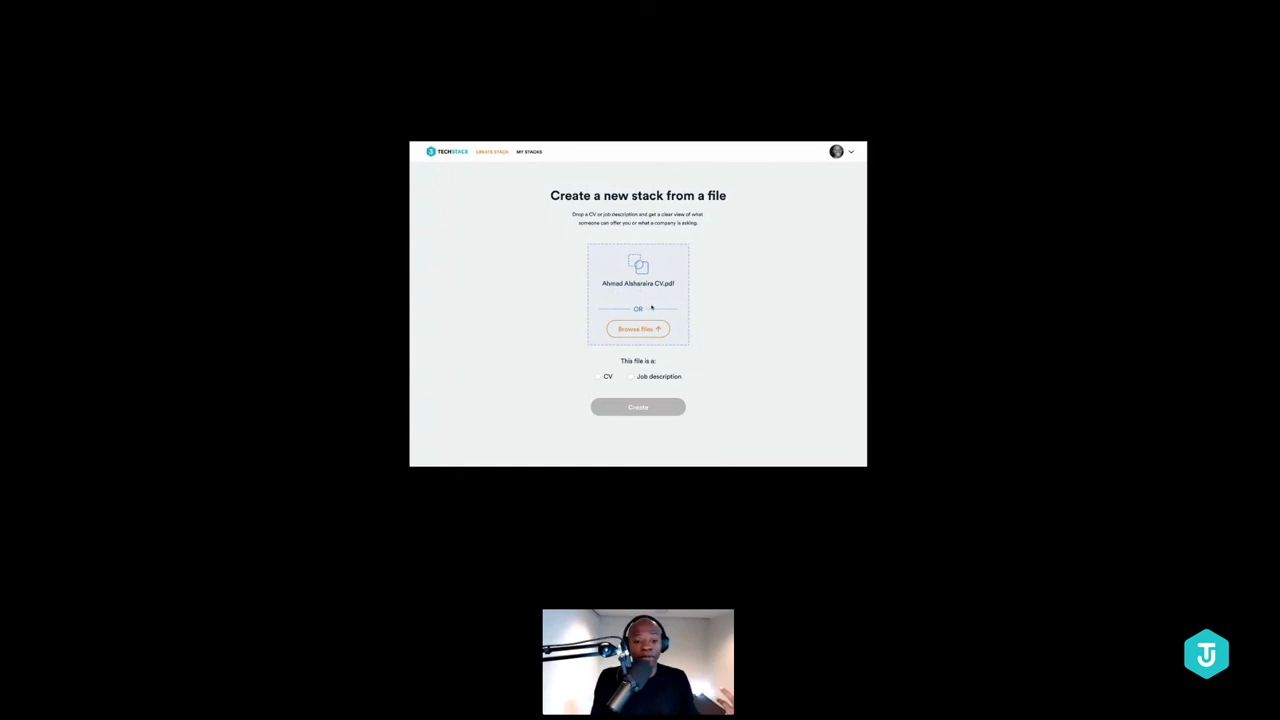 TECHSTACK CREATE STACK MY STACKS
Create a new stack from a file
Drop a CV or job description and get a clear view of what
someone can offer you or what a company is asking.
Ahmad Alsharaira CV.pdf
OR
Browse files
This file is a:
CV Job description
Create